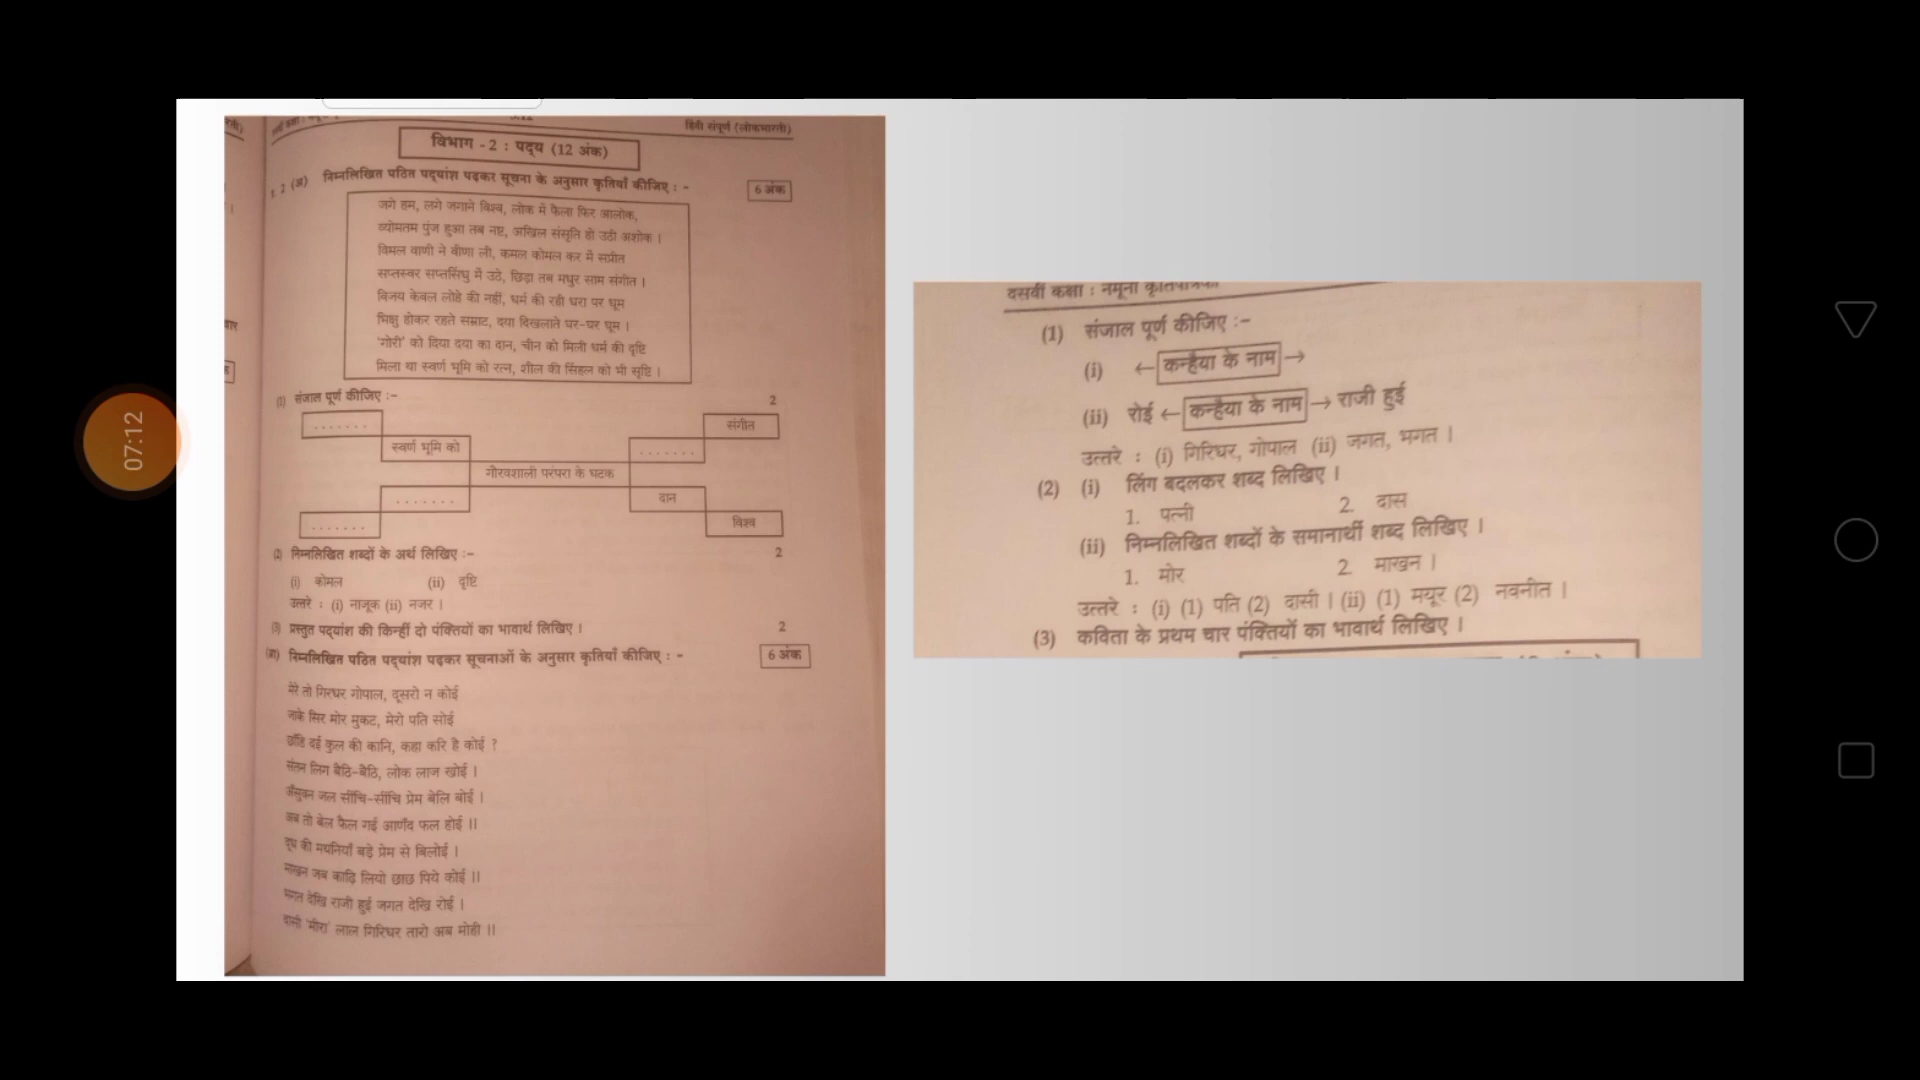 07:12
हिंदी संपूर्ण (लोकभारती)
विभाग - 2 : पद्य (12 अंक)
(अ) निम्नलिखित पठित पद्यांश पढ़कर सूचना के अनुसार कृतियाँ कीजिए : - 6 अंक
जगे हम, लगे जगाने विश्व, लोक में फैला फिर आलोक,
व्योमतम पुंज हुआ तब नष्ट, अखिल संसृति हो उठी अशोक ।
विमल वाणी ने वीणा ली, कमल कोमल कर में सप्रीत
सप्तस्वर सप्तसिंधु में उठे, छिड़ा तब मधुर साम संगीत ।
विजय केवल लोहे की नहीं, धर्म की रही धरा पर धूम
भिक्षु होकर रहते सम्राट, दया दिखलाते घर-घर घूम ।
'गोरी' को दिया दया का दान, चीन को मिली धर्म की दृष्टि
मिला था स्वर्ण भूमि को रत्न, शील की सिंहल को भी सृष्टि ।
(1) संजाल पूर्ण कीजिए :- 2
....... संगीत
स्वर्ण भूमि को .......
गौरवशाली परंपरा के घटक
....... दान
....... विश्व
(2) निम्नलिखित शब्दों के अर्थ लिखिए :- 2
(i) कोमल (ii) दृष्टि
उत्तरे : (i) नाजूक (ii) नजर ।
(3) प्रस्तुत पद्यांश की किन्हीं दो पंक्तियों का भावार्थ लिखिए । 2
निम्नलिखित पठित पद्यांश पढ़कर सूचनाओं के अनुसार कृतियाँ कीजिए : - 6 अंक
मेरे तो गिरधर गोपाल, दूसरो न कोई
जाके सिर मोर मुकट, मेरो पति सोई
छाँडि दई कुल की कानि, कहा करि है कोई ?
संतन लिग बैठि-बैठि, लोक लाज खोई ।
अँसुवन जल सींचि-सींचि प्रेम बेलि बोई ।
अब तो बेल फैल गई आणँद फल होई ।।
दूध की मथनियाँ बड़े प्रेम से बिलोई ।
माखन जब काढ़ि लियो छाछ पिये कोई ।।
भगत देखि राजी हुई जगत देखि रोई ।
दासी 'मीरा' लाल गिरिधर तारो अब मोही ।।
दसवीं कक्षा : नमूना कृतिपत्रिका
(1) संजाल पूर्ण कीजिए :-
(i) ← कन्हैया के नाम →
(ii) रोई ← कन्हैया के नाम → राजी हुई
उत्तरे : (i) गिरिधर, गोपाल (ii) जगत, भगत ।
(2) (i) लिंग बदलकर शब्द लिखिए ।
1. पत्नी 2. दास
(ii) निम्नलिखित शब्दों के समानार्थी शब्द लिखिए ।
1. मोर 2. माखन ।
उत्तरे : (i) (1) पति (2) दासी । (ii) (1) मयूर (2) नवनीत ।
(3) कविता के प्रथम चार पंक्तियों का भावार्थ लिखिए ।